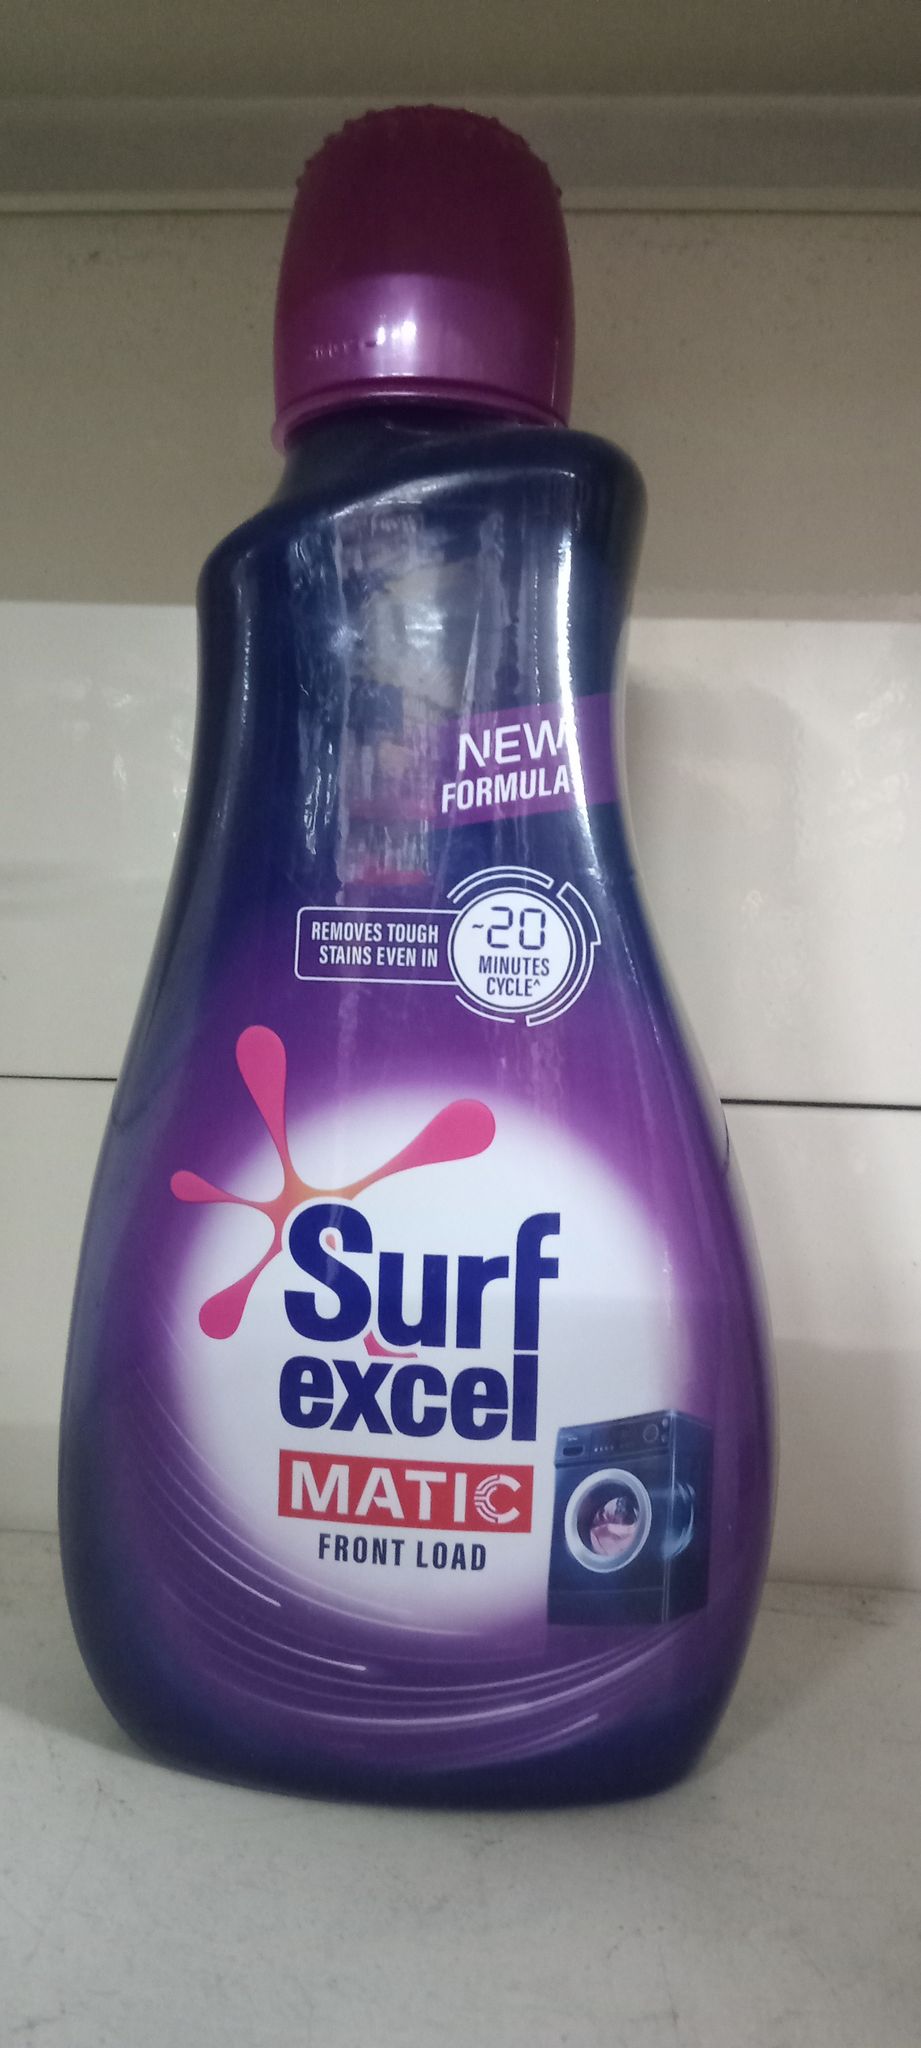 NEW
FORMULA
REMOVES TOUGH
STAINS EVEN IN
~20
MINUTES
CYCLE^
Surf
excel
MATIC
FRONT LOAD